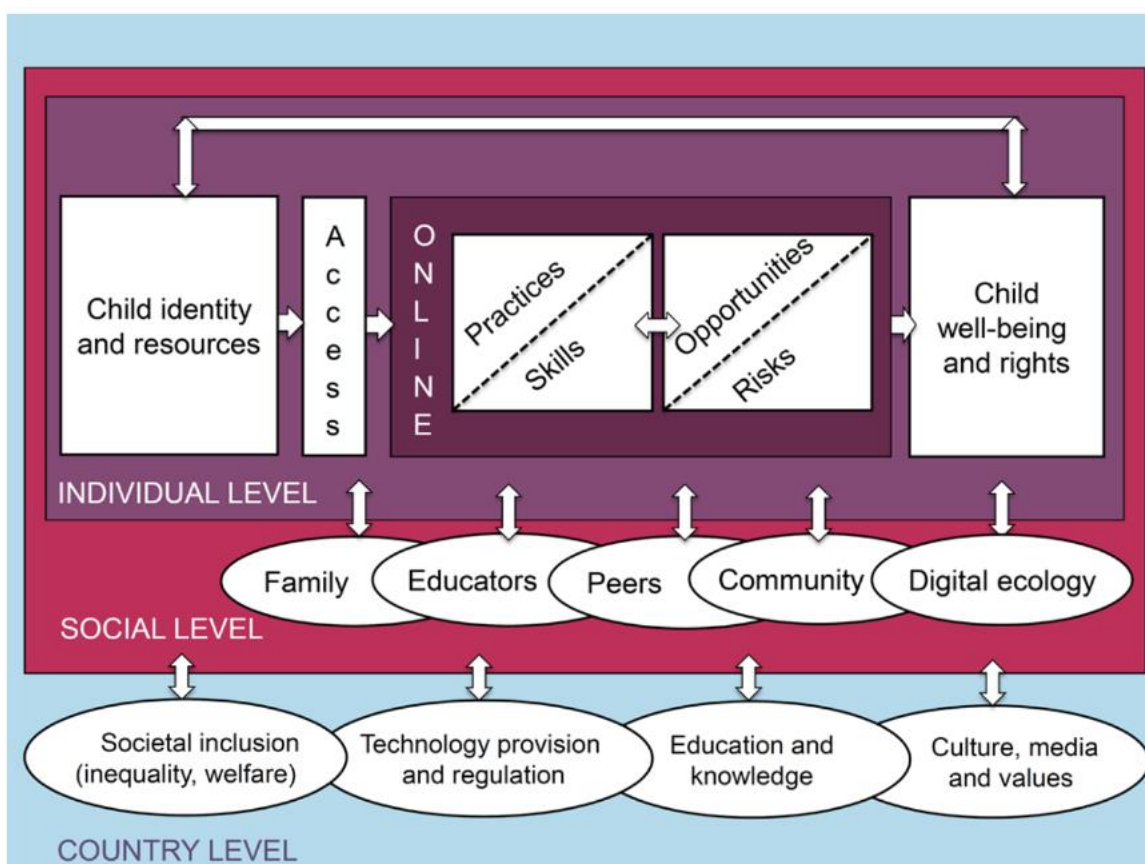 Child identity
and resources
Access
ONLINE
Practices
Skills
Opportunities
Risks
Child
well-being
and rights
INDIVIDUAL LEVEL
Family
Educators
Peers
Community
Digital ecology
SOCIAL LEVEL
Societal inclusion
(inequality, welfare)
Technology provision
and regulation
Education and
knowledge
Culture, media
and values
COUNTRY LEVEL